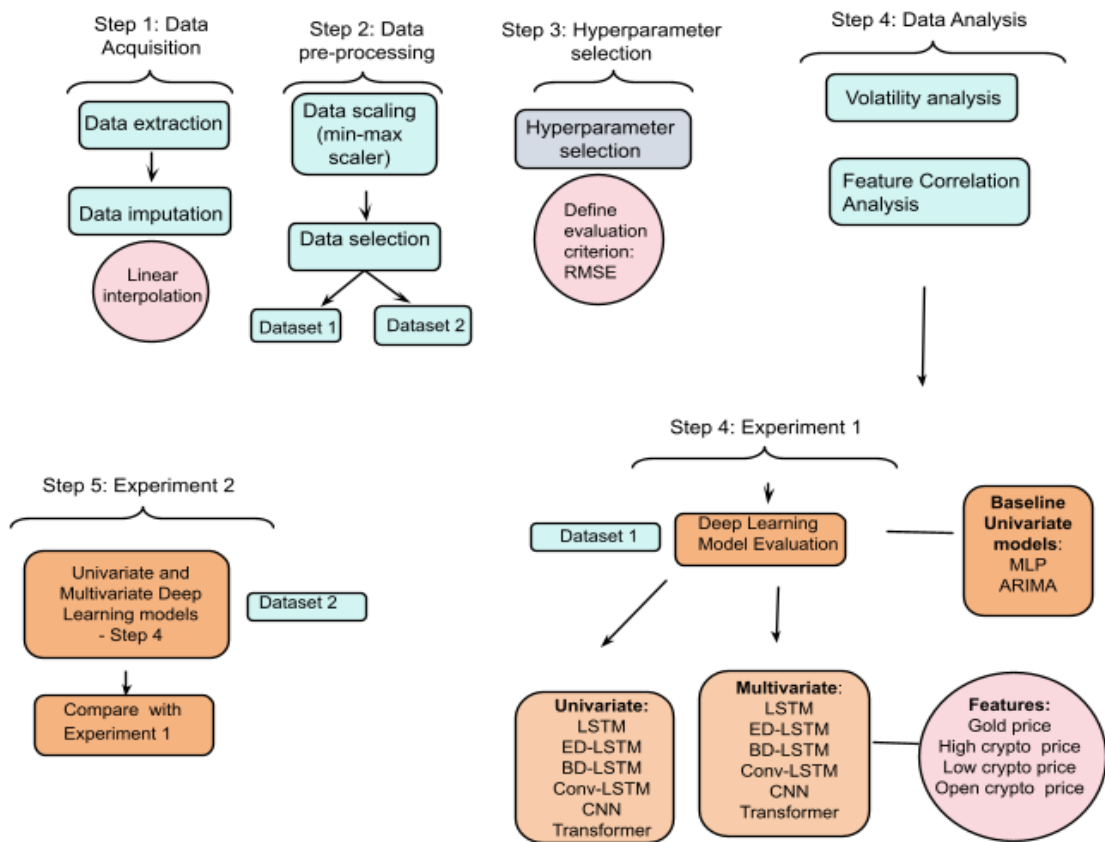 Step 1: Data
Acquisition
Data extraction
Data imputation
Linear
interpolation
Step 2: Data
pre-processing
Data scaling
(min-max
scaler)
Data selection
Dataset 1
Dataset 2
Step 3: Hyperparameter
selection
Hyperparameter
selection
Define
evaluation
criterion:
RMSE
Step 4: Data Analysis
Volatility analysis
Feature Correlation
Analysis
Step 4: Experiment 1
Dataset 1
Deep Learning
Model Evaluation
Baseline
Univariate
models:
MLP
ARIMA
Univariate:
LSTM
ED-LSTM
BD-LSTM
Conv-LSTM
CNN
Transformer
Multivariate:
LSTM
ED-LSTM
BD-LSTM
Conv-LSTM
CNN
Transformer
Features:
Gold price
High crypto price
Low crypto price
Open crypto price
Step 5: Experiment 2
Univariate and
Multivariate Deep
Learning models
- Step 4
Dataset 2
Compare with
Experiment 1